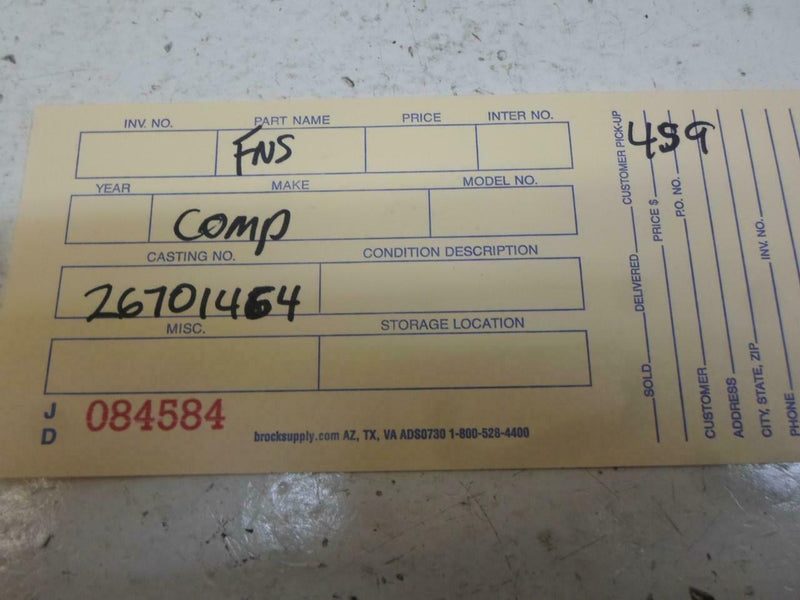 INV. NO. PART NAME PRICE INTER NO.
FNS
YEAR MAKE MODEL NO.
COMP
CASTING NO. CONDITION DESCRIPTION
MISC. STORAGE LOCATION
J D 084584
brocksupply.com AZ, TX, VA ADS0730 1-800-528-4400
459
SOLD DELIVERED CUSTOMER PICK-UP
PRICE $
P.O. NO.
CUSTOMER
ADDRESS
CITY, STATE, ZIP INV. NO.
PHONE